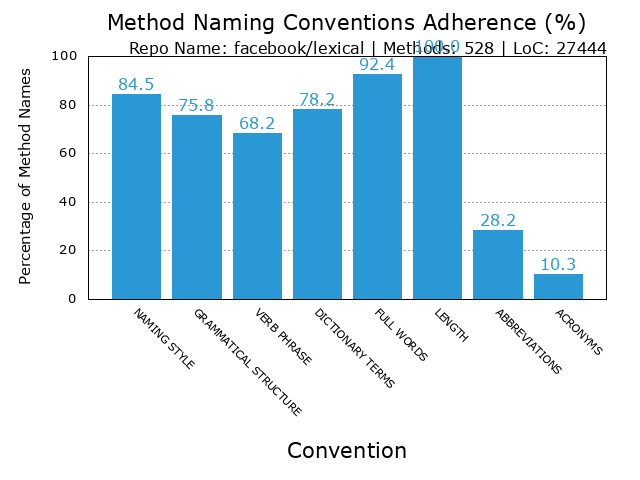 Method Naming Conventions Adherence (%)
Repo Name: facebook/lexical | Methods: 528 | LoC: 27444
Percentage of Method Names
100
80
60
40
20
0
84.5
75.8
68.2
78.2
92.4
100.0
28.2
10.3
NAMING STYLE
GRAMMATICAL STRUCTURE
VERB PHRASE
DICTIONARY TERMS
FULL WORDS
LENGTH
ABBREVIATIONS
ACRONYMS
Convention